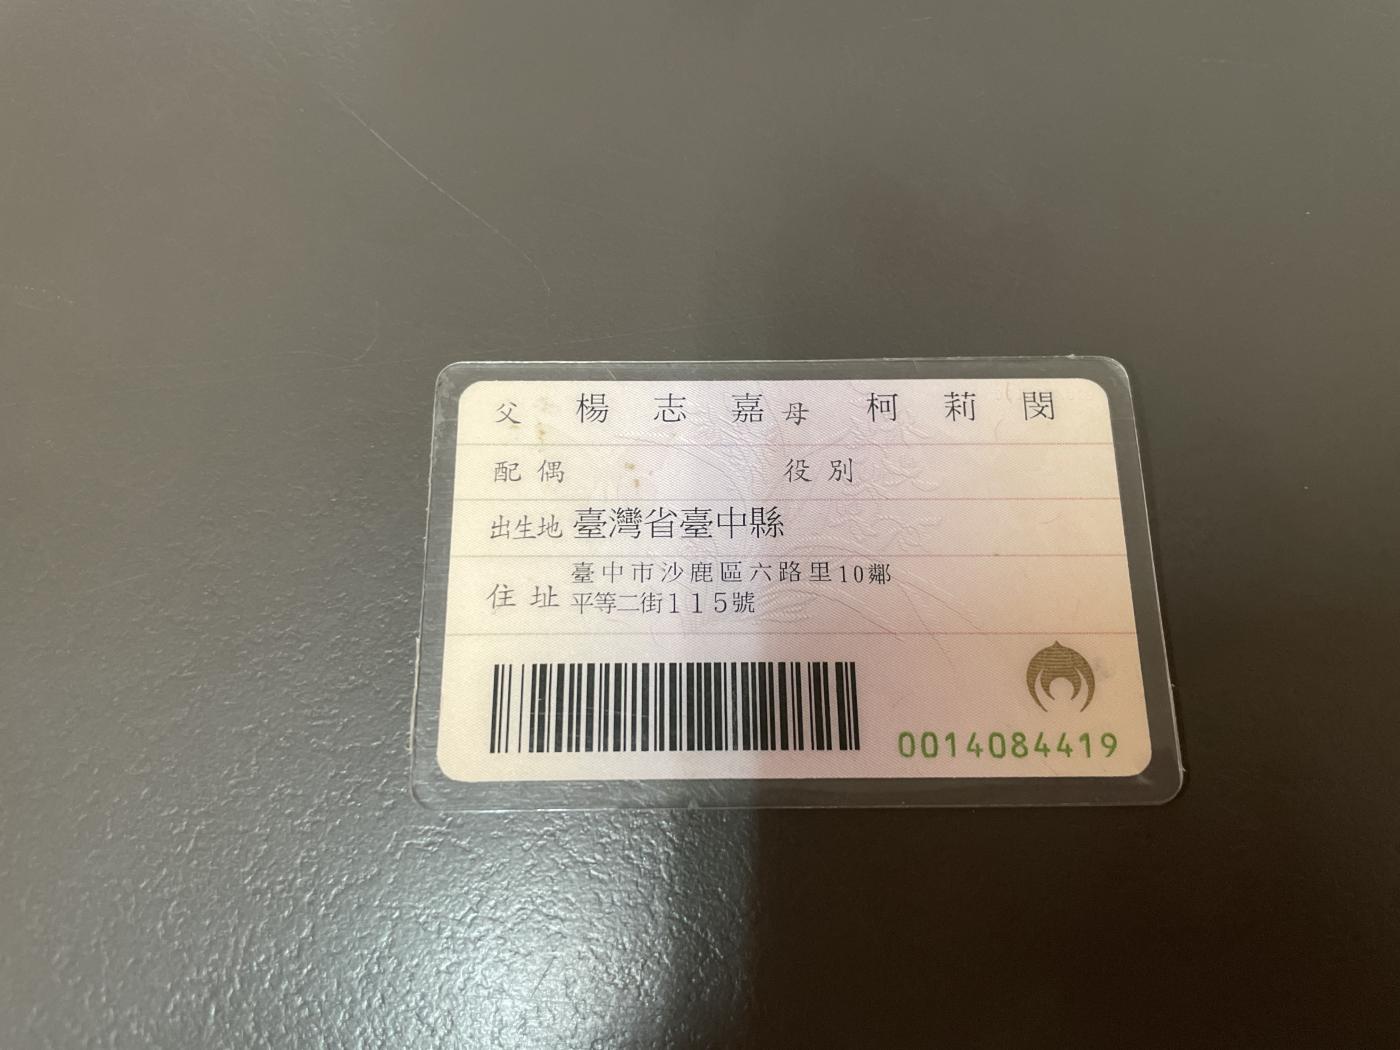 父 楊志嘉 母 柯莉閔
配偶 役別
出生地 臺灣省臺中縣
住址 臺中市沙鹿區六路里10鄰
平等二街115號
0014084419